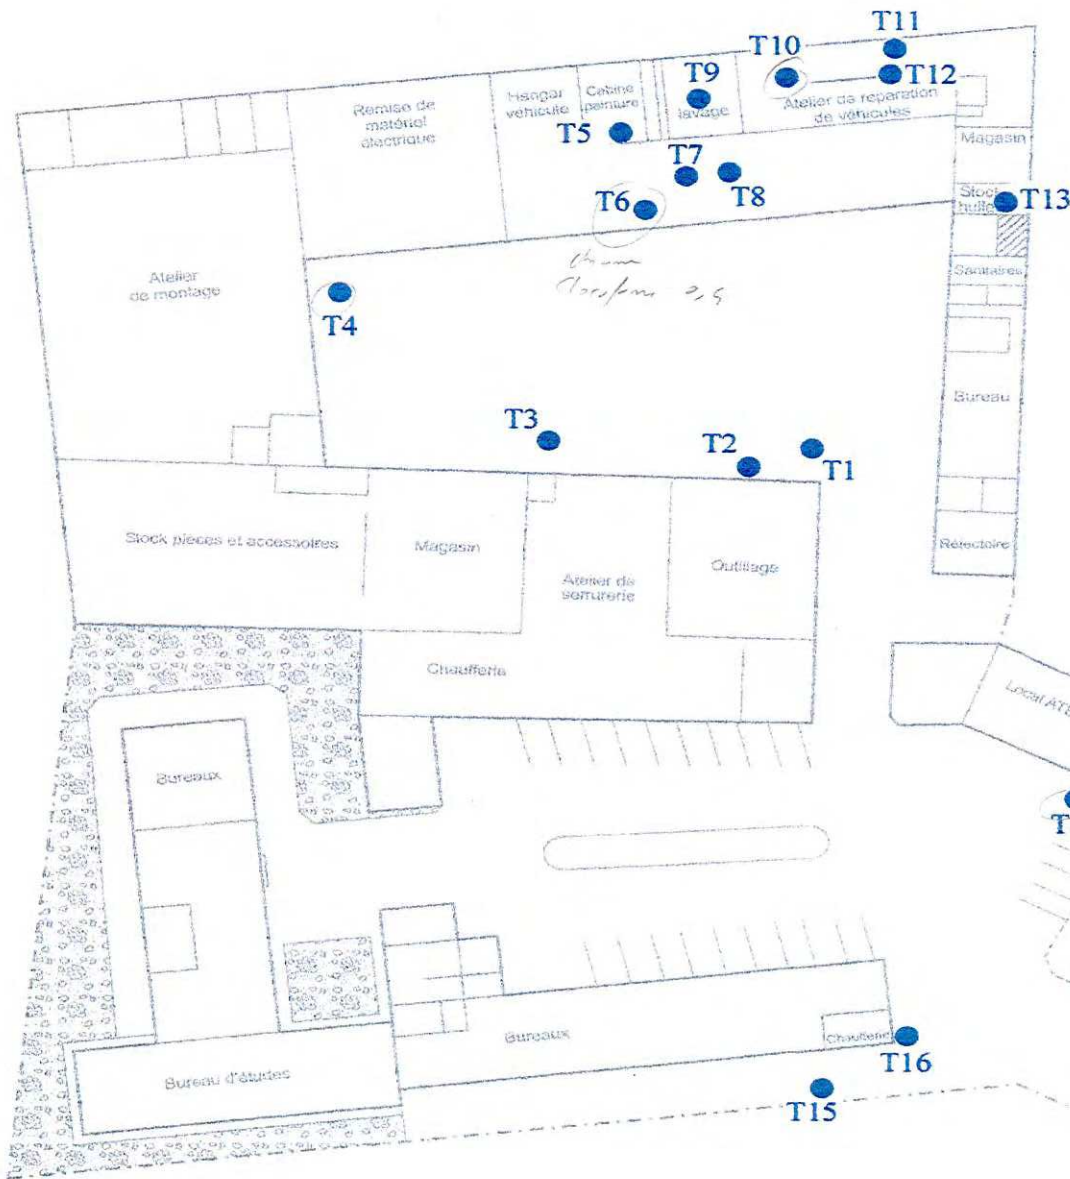 T11
T10
T9
T12
Remise de
matériel
électrique
Hangar
véhicule
Cabine
peinture
lavage
Atelier de réparation
de véhicules
T5
Magasin
T7
T8
T6
Stock
huile
T13
Sanitaires
Atelier
de montage
T4
Bureau
T3
T2
T1
Stock pièces et accessoires
Magasin
Atelier de
serrurerie
Outillage
Réfectoire
Chaufferie
Local
Bureaux
T
Bureaux
Chaufferie
T16
Bureau d'études
T15